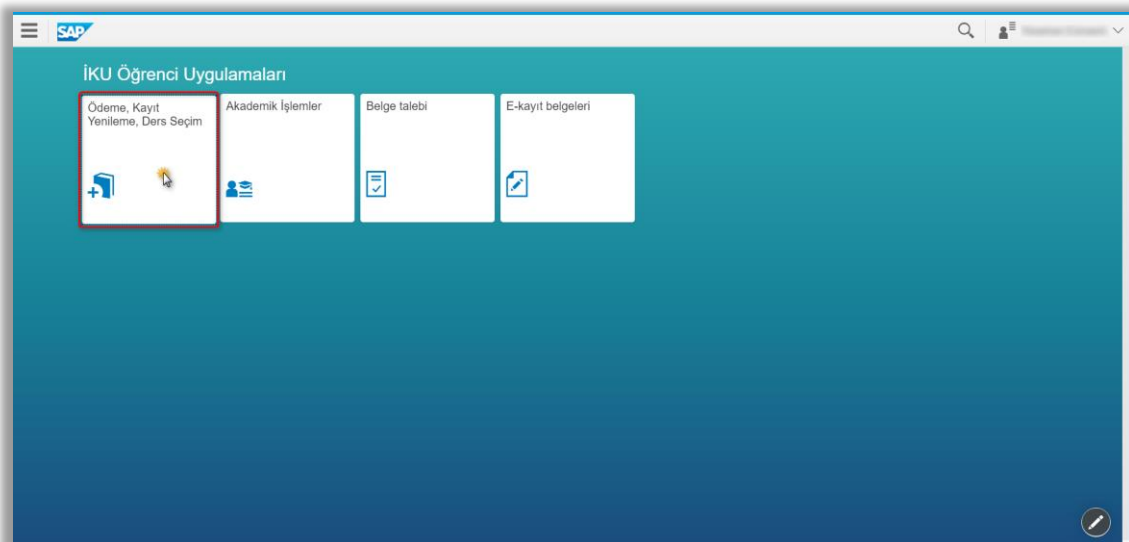 SAP
İKU Öğrenci Uygulamaları
Ödeme, Kayıt
Yenileme, Ders Seçim
Akademik İşlemler
Belge talebi
E-kayıt belgeleri